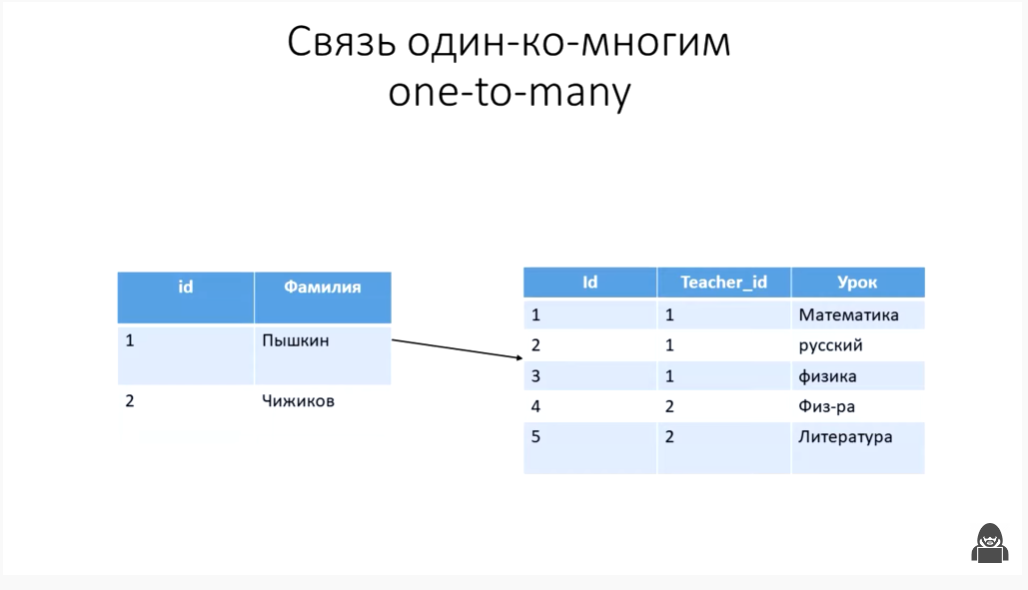 Связь один-ко-многим
one-to-many
id Фамилия
1 Пышкин
2 Чижиков
Id Teacher_id Урок
1 1 Математика
2 1 русский
3 1 физика
4 2 Физ-ра
5 2 Литература